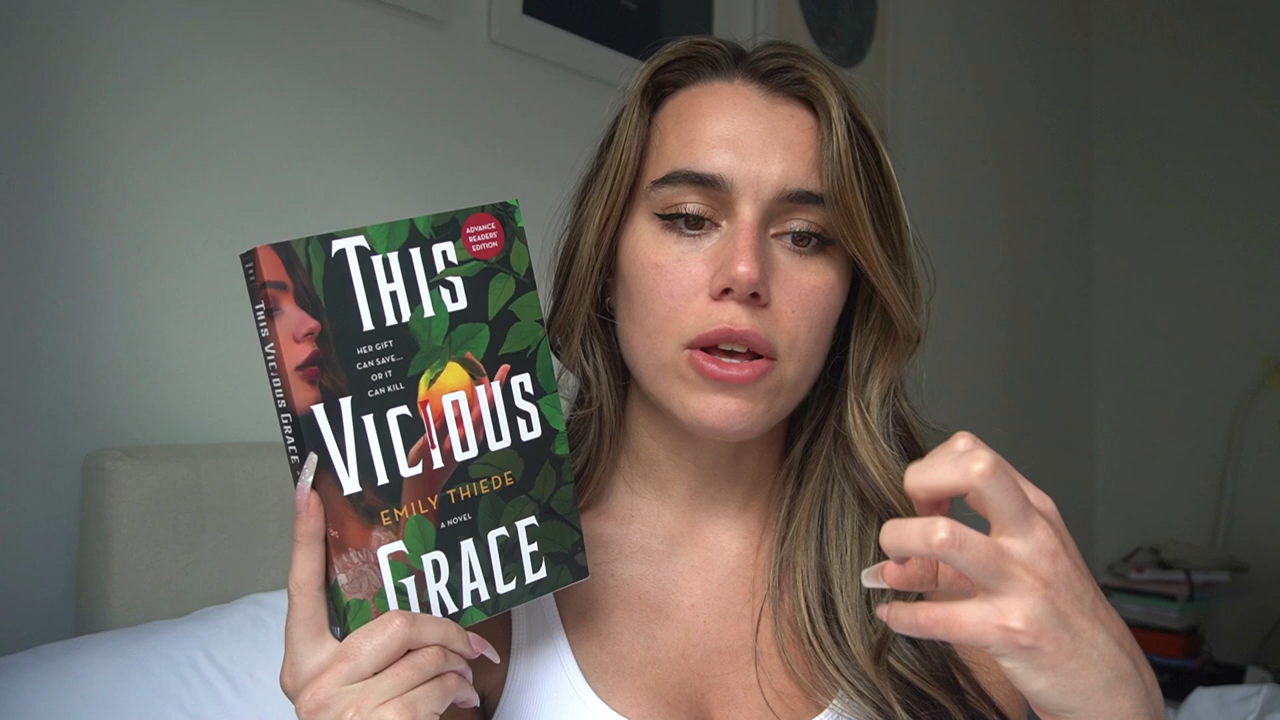 THIS VICIOUS GRACE
THIS
ADVANCE
READERS'
EDITION
HER GIFT
CAN SAVE...
OR IT
CAN KILL
VICIOUS
EMILY THIEDE
A NOVEL
GRACE